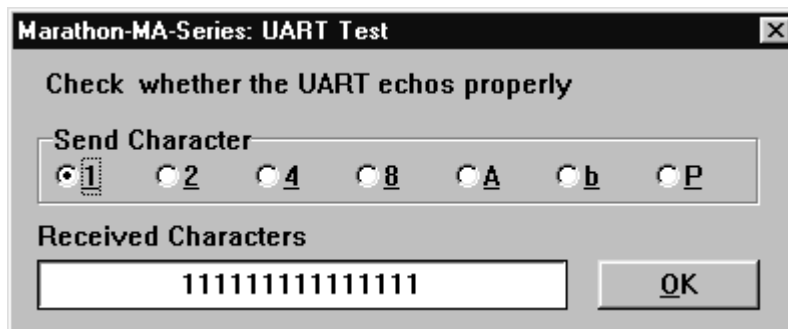 Marathon-MA-Series: UART Test
Check whether the UART echos properly
Send Character
1 2 4 8 A b P
Received Characters
111111111111111
OK